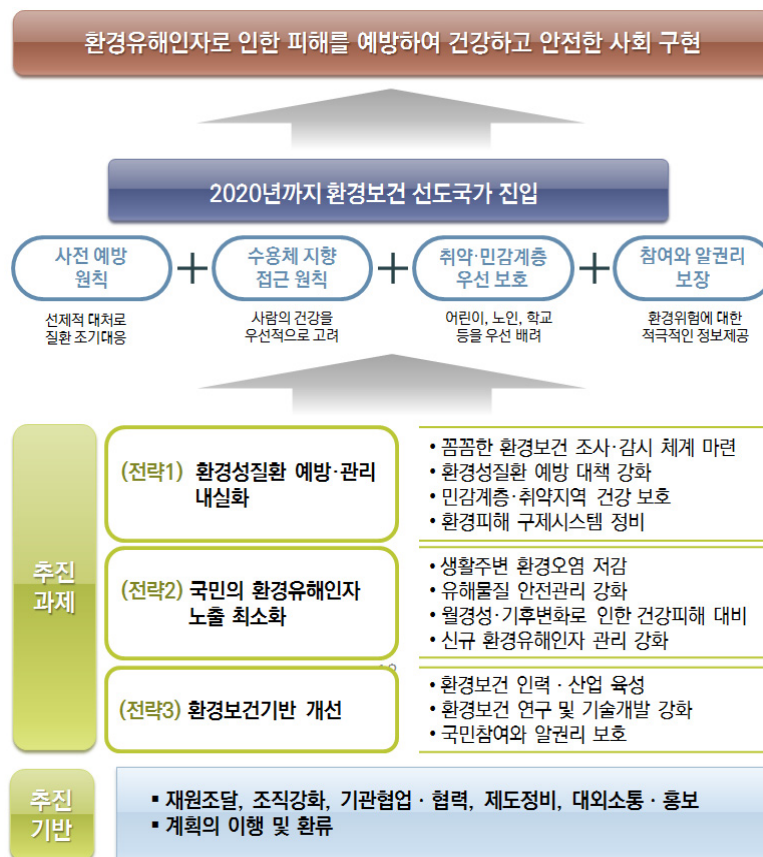 환경유해인자로 인한 피해를 예방하여 건강하고 안전한 사회 구현
2020년까지 환경보건 선도국가 진입
사전 예방
원칙
선제적 대처로
질환 조기대응
+
수용체 지향
접근 원칙
사람의 건강을
우선적으로 고려
+
취약·민감계층
우선 보호
어린이, 노인, 학교
등을 우선 배려
+
참여와 알권리
보장
환경위험에 대한
적극적인 정보제공
추진
과제
(전략1) 환경성질환 예방·관리
내실화
• 꼼꼼한 환경보건 조사·감시 체계 마련
• 환경성질환 예방 대책 강화
• 민감계층·취약지역 건강 보호
• 환경피해 구제시스템 정비
(전략2) 국민의 환경유해인자
노출 최소화
• 생활주변 환경오염 저감
• 유해물질 안전관리 강화
• 월경성·기후변화로 인한 건강피해 대비
• 신규 환경유해인자 관리 강화
(전략3) 환경보건기반 개선
• 환경보건 인력 · 산업 육성
• 환경보건 연구 및 기술개발 강화
• 국민참여와 알권리 보호
추진
기반
▪ 재원조달, 조직강화, 기관협업 · 협력, 제도정비, 대외소통 · 홍보
▪ 계획의 이행 및 환류